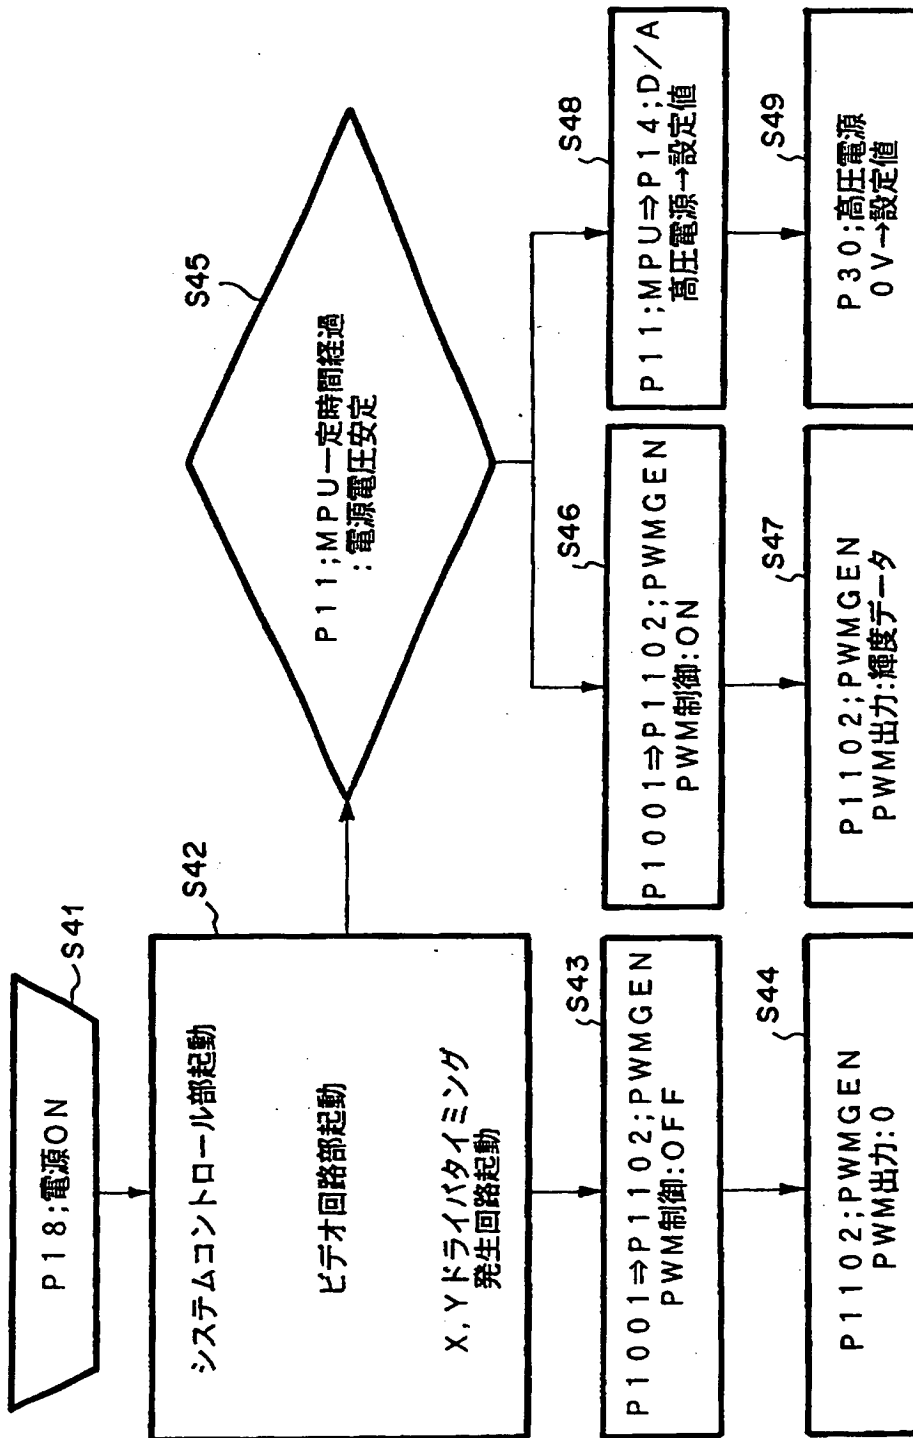 P18;電源ON
S41
システムコントロール部起動
ビデオ回路部起動
X,Yドライバタイミング
発生回路起動
S42
P1001⇒P1102;PWMGEN
PWM制御:OFF
S43
P1102;PWMGEN
PWM出力:0
S44
P11;MPU一定時間経過
:電源電圧安定
S45
P1001⇒P1102;PWMGEN
PWM制御:ON
S46
P1102;PWMGEN
PWM出力:輝度データ
S47
P11;MPU⇒P14;D/A
高圧電源→設定値
S48
P30;高圧電源
0V→設定値
S49